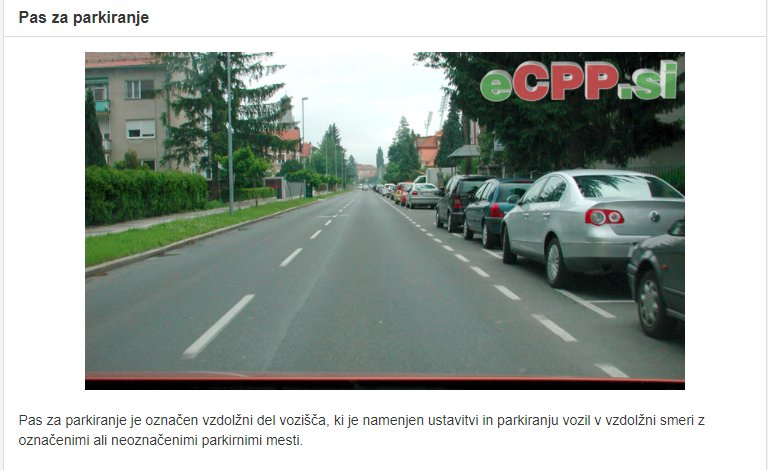 Pas za parkiranje
eCPP.si
Pas za parkiranje je označen vzdolžni del vozišča, ki je namenjen ustavitvi in parkiranju vozil v vzdolžni smeri z
označenimi ali neoznačenimi parkirnimi mesti.